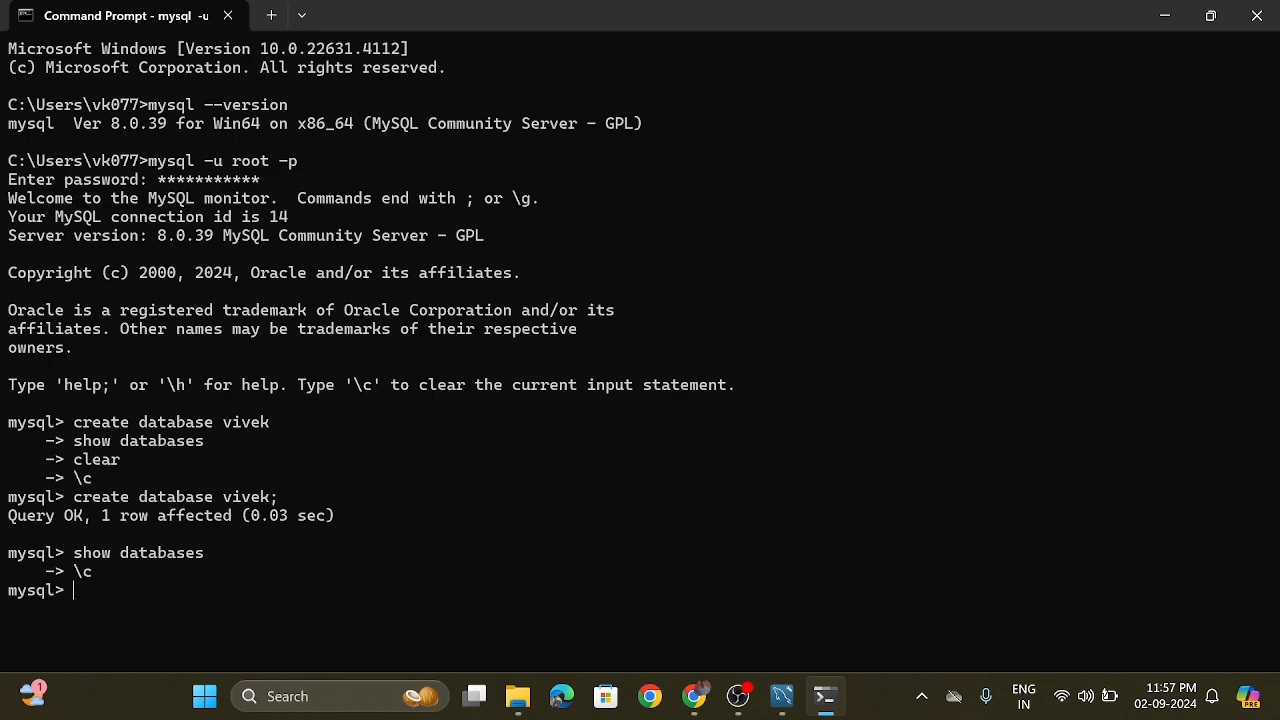 Command Prompt - mysql -u
Microsoft Windows [Version 10.0.22631.4112]
(c) Microsoft Corporation. All rights reserved.
C:\Users\vk077>mysql --version
mysql  Ver 8.0.39 for Win64 on x86_64 (MySQL Community Server - GPL)
C:\Users\vk077>mysql -u root -p
Enter password: ***********
Welcome to the MySQL monitor.  Commands end with ; or \g.
Your MySQL connection id is 14
Server version: 8.0.39 MySQL Community Server - GPL
Copyright (c) 2000, 2024, Oracle and/or its affiliates.
Oracle is a registered trademark of Oracle Corporation and/or its
affiliates. Other names may be trademarks of their respective
owners.
Type 'help;' or '\h' for help. Type '\c' to clear the current input statement.
mysql> create database vivek
    -> show databases
    -> clear
    -> \c
mysql> create database vivek;
Query OK, 1 row affected (0.03 sec)
mysql> show databases
    -> \c
mysql>
1
Search
ENG
IN
11:57 PM
02-09-2024
PRE